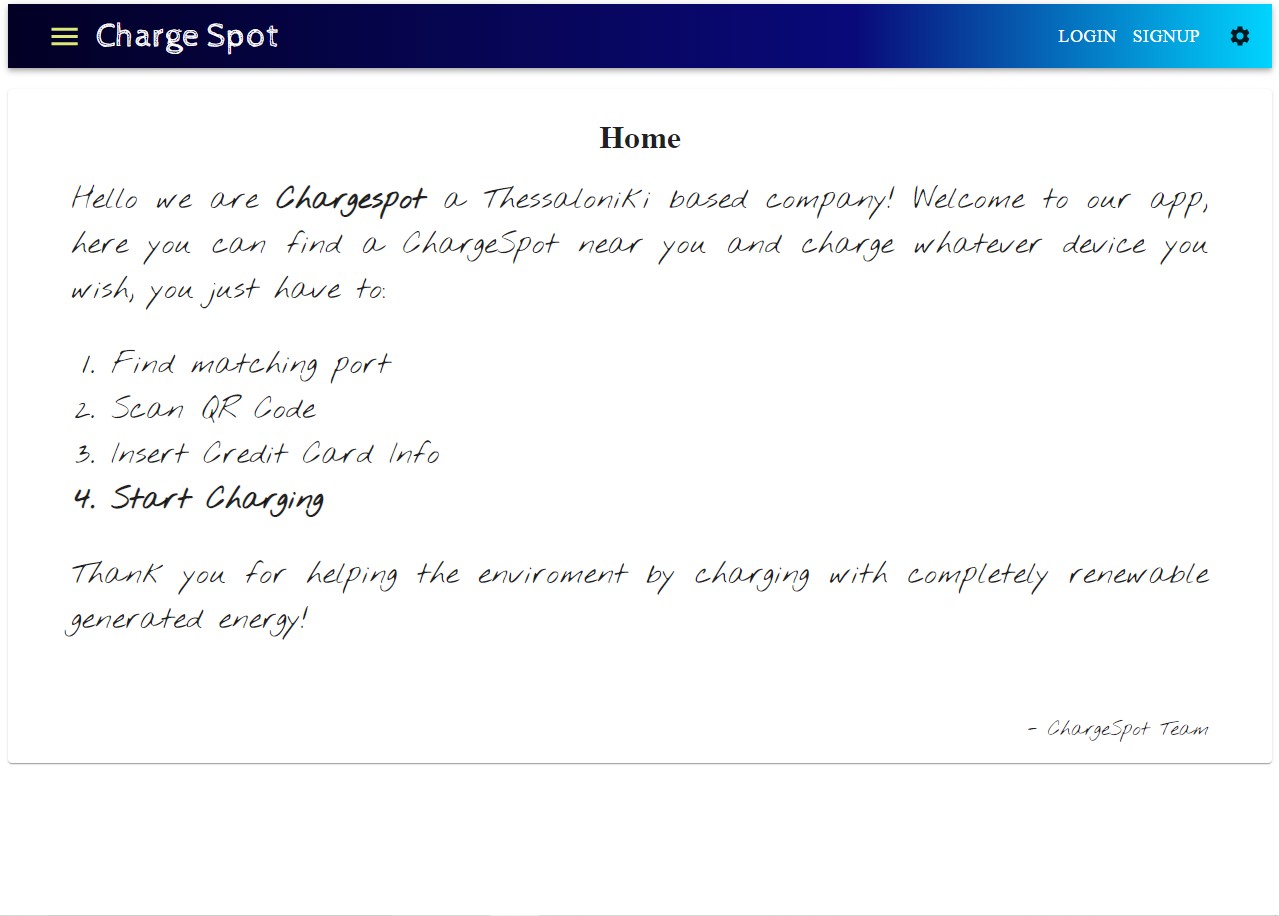 Charge Spot LOGIN SIGNUP
Home
Hello we are Chargespot a Thessaloniki based company! Welcome to our app,
here you can find a ChargeSpot near you and charge whatever device you
wish, you just have to:
1. Find matching port
2. Scan QR Code
3. Insert Credit Card Info
4. Start Charging
Thank you for helping the enviroment by charging with completely renewable
generated energy!
- ChargeSpot Team